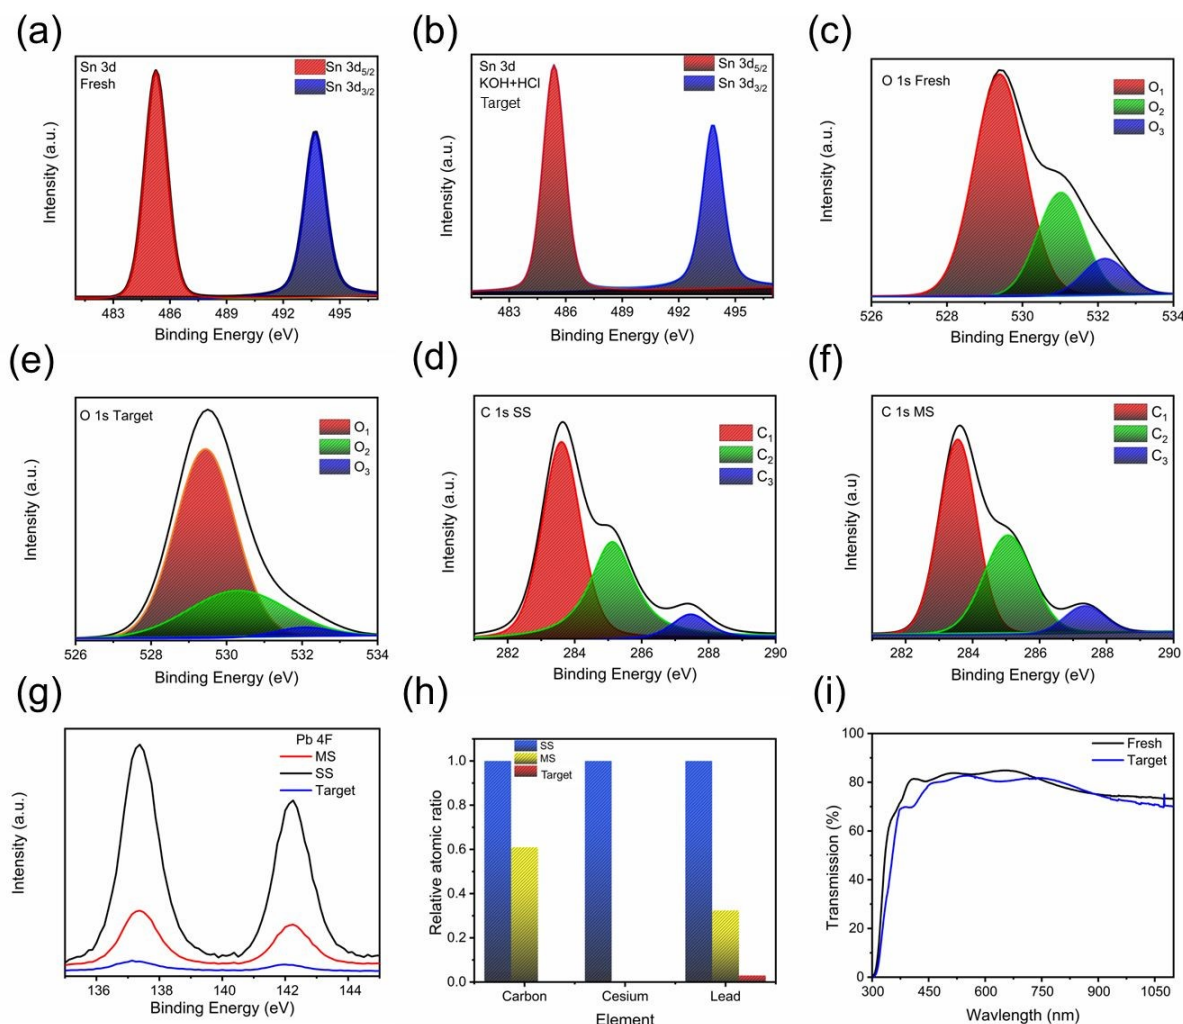 (a)
Sn 3d
Fresh
Sn 3d5/2
Sn 3d3/2
Intensity (a.u.)
483 486 489 492 495
Binding Energy (eV)
(b)
Sn 3d
KOH+HCl
Target
Sn 3d5/2
Sn 3d3/2
Intensity (a.u.)
483 486 489 492 495
Binding Energy (eV)
(c)
O 1s Fresh
O1
O2
O3
Intensity (a.u.)
526 528 530 532 534
Binding Energy (eV)
(e)
O 1s Target
O1
O2
O3
Intensity (a.u.)
526 528 530 532 534
Binding Energy (eV)
(d)
C 1s SS
C1
C2
C3
Intensity (a.u.)
282 284 286 288 290
Binding Energy (eV)
(f)
C 1s MS
C1
C2
C3
Intensity (a.u)
282 284 286 288 290
Binding Energy (eV)
(g)
Pb 4F
MS
SS
Target
Intensity (a.u.)
136 138 140 142 144
Binding Energy (eV)
(h)
SS
MS
Target
Relative atomic ratio
1.0
0.8
0.6
0.4
0.2
0.0
Carbon Cesium Lead
Element
(i)
Fresh
Target
Transmission (%)
100
80
60
40
20
0
300 450 600 750 900 1050
Wavelength (nm)